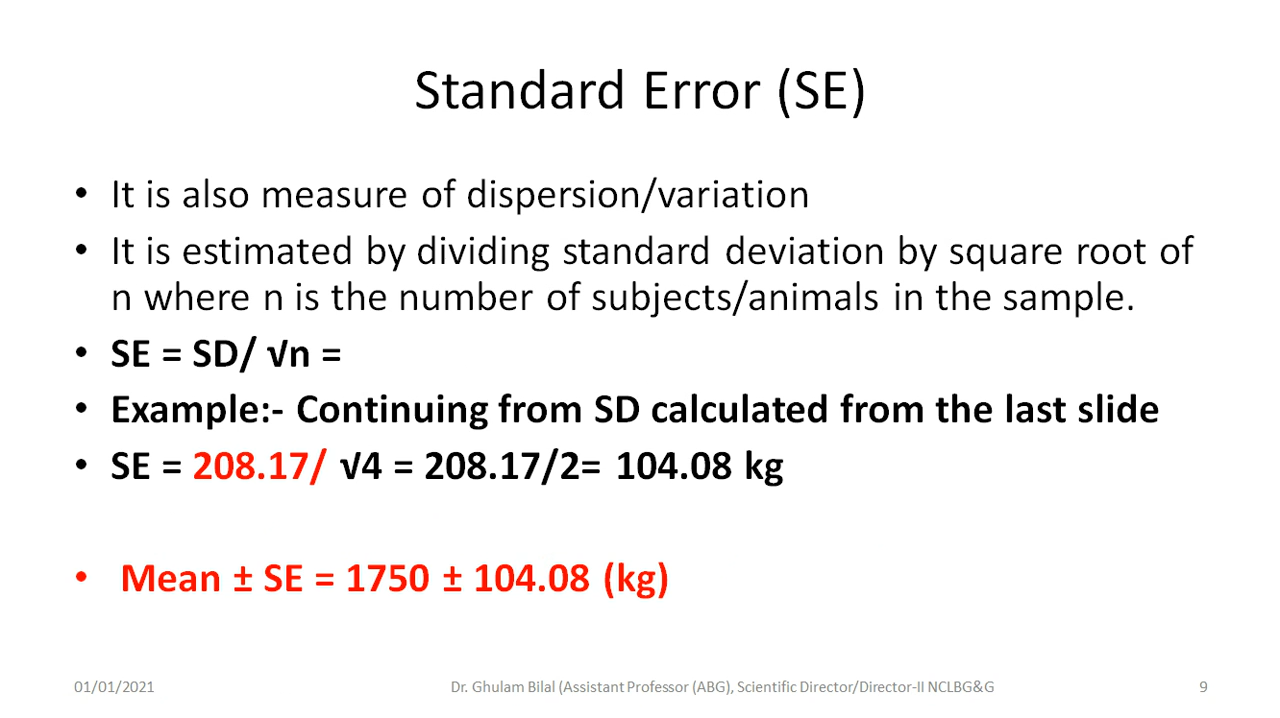 Standard Error (SE)
• It is also measure of dispersion/variation
• It is estimated by dividing standard deviation by square root of
n where n is the number of subjects/animals in the sample.
• SE = SD/ √n =
• Example:- Continuing from SD calculated from the last slide
• SE = 208.17/ √4 = 208.17/2= 104.08 kg
• Mean ± SE = 1750 ± 104.08 (kg)
01/01/2021 Dr. Ghulam Bilal (Assistant Professor (ABG), Scientific Director/Director-II NCLBG&G 9